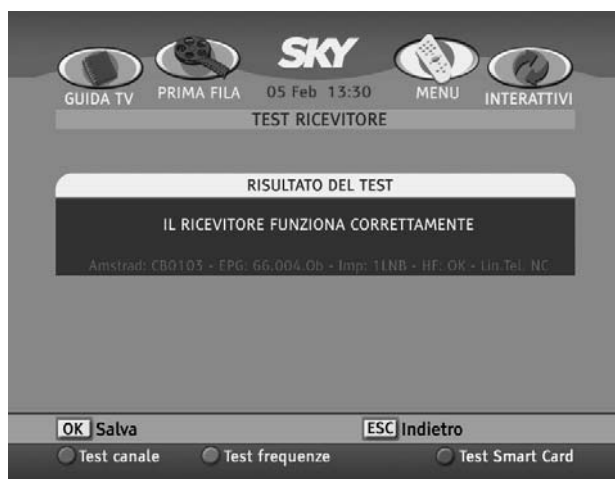 SKY
GUIDA TV
PRIMA FILA
05 Feb 13:30
MENU
INTERATTIVI
TEST RICEVITORE
RISULTATO DEL TEST
IL RICEVITORE FUNZIONA CORRETTAMENTE
Amstrad: CB0103 - EPG: 66.004.0b - Imp: 1LNB - HF: OK - Lin.Tel. NC
OK Salva
ESC Indietro
Test canale
Test frequenze
Test Smart Card